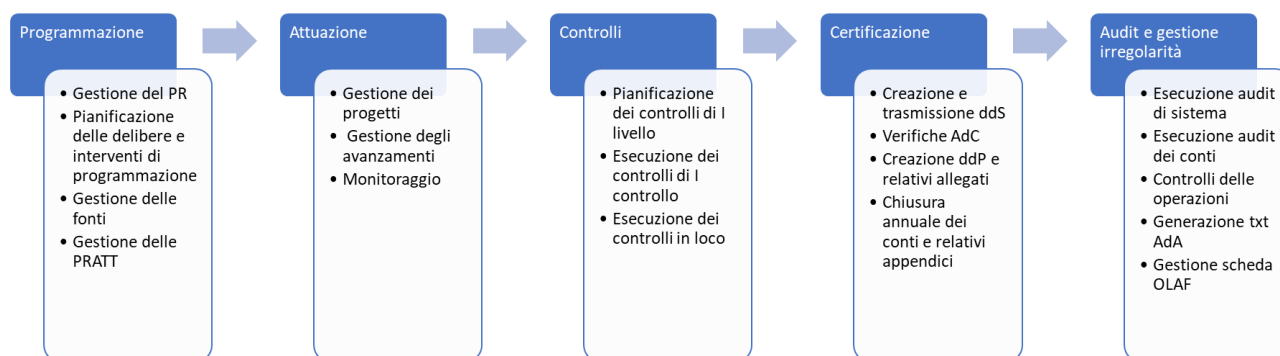 Programmazione
• Gestione del PR
• Pianificazione
delle delibere e
interventi di
programmazione
• Gestione delle
fonti
• Gestione delle
PRATT
Attuazione
• Gestione dei
progetti
• Gestione degli
avanzamenti
• Monitoraggio
Controlli
• Pianificazione
dei controlli di I
livello
• Esecuzione dei
controlli di I
controllo
• Esecuzione dei
controlli in loco
Certificazione
• Creazione e
trasmissione ddS
• Verifiche AdC
• Creazione ddP e
relativi allegati
• Chiusura
annuale dei
conti e relativi
appendici
Audit e gestione
irregolarità
• Esecuzione audit
di sistema
• Esecuzione audit
dei conti
• Controlli delle
operazioni
• Generazione txt
AdA
• Gestione scheda
OLAF